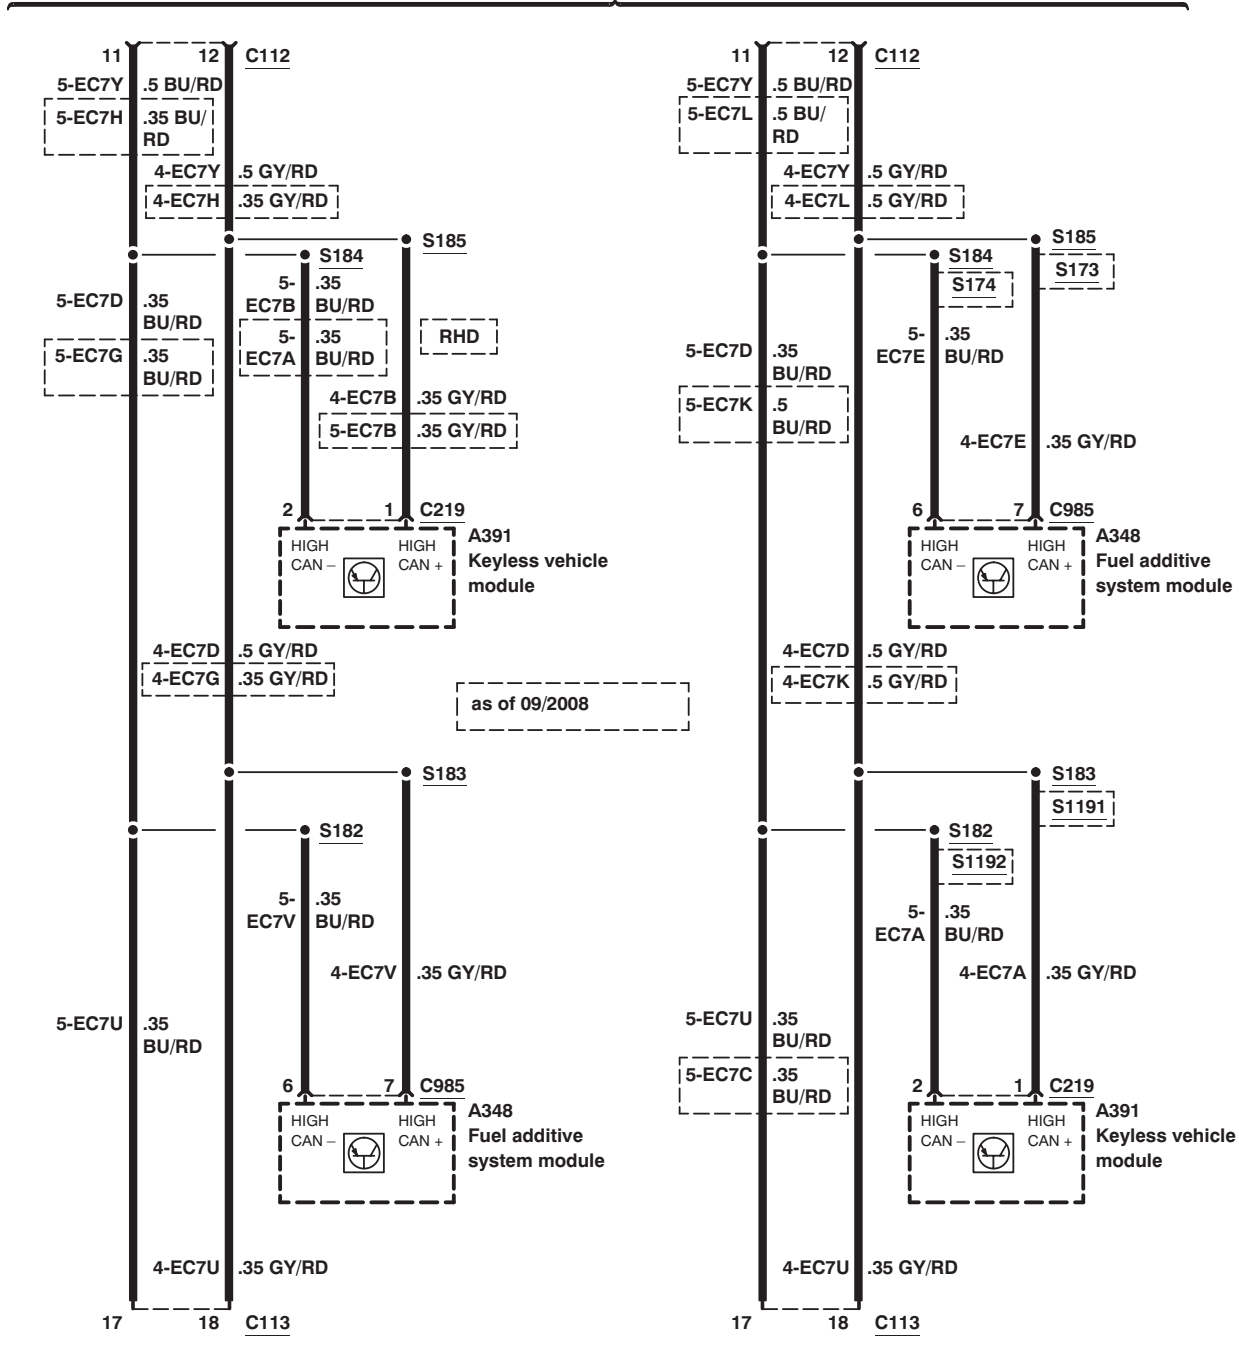 11 12 C112
5-EC7Y .5 BU/RD
5-EC7H .35 BU/
RD
4-EC7Y .5 GY/RD
4-EC7H .35 GY/RD
S185
S184
5- .35
EC7B BU/RD
5-EC7D .35
BU/RD
5- .35
EC7A BU/RD
RHD
5-EC7G .35
BU/RD
4-EC7B .35 GY/RD
5-EC7B .35 GY/RD
2 1 C219
A391
HIGH HIGH
CAN – CAN +
Keyless vehicle
module
4-EC7D .5 GY/RD
4-EC7G .35 GY/RD
as of 09/2008
S183
S182
5- .35
EC7V BU/RD
4-EC7V .35 GY/RD
5-EC7U .35
BU/RD
6 7 C985
A348
HIGH HIGH
CAN – CAN +
Fuel additive
system module
4-EC7U .35 GY/RD
17 18 C113
11 12 C112
5-EC7Y .5 BU/RD
5-EC7L .5 BU/
RD
4-EC7Y .5 GY/RD
4-EC7L .5 GY/RD
S185
S184
S173
S174
5- .35
EC7E BU/RD
5-EC7D .35
BU/RD
5-EC7K .5
BU/RD
4-EC7E .35 GY/RD
6 7 C985
A348
HIGH HIGH
CAN – CAN +
Fuel additive
system module
4-EC7D .5 GY/RD
4-EC7K .5 GY/RD
S183
S1191
S182
S1192
5- .35
EC7A BU/RD
4-EC7A .35 GY/RD
5-EC7U .35
BU/RD
5-EC7C .35
BU/RD
2 1 C219
A391
HIGH HIGH
CAN – CAN +
Keyless vehicle
module
4-EC7U .35 GY/RD
17 18 C113